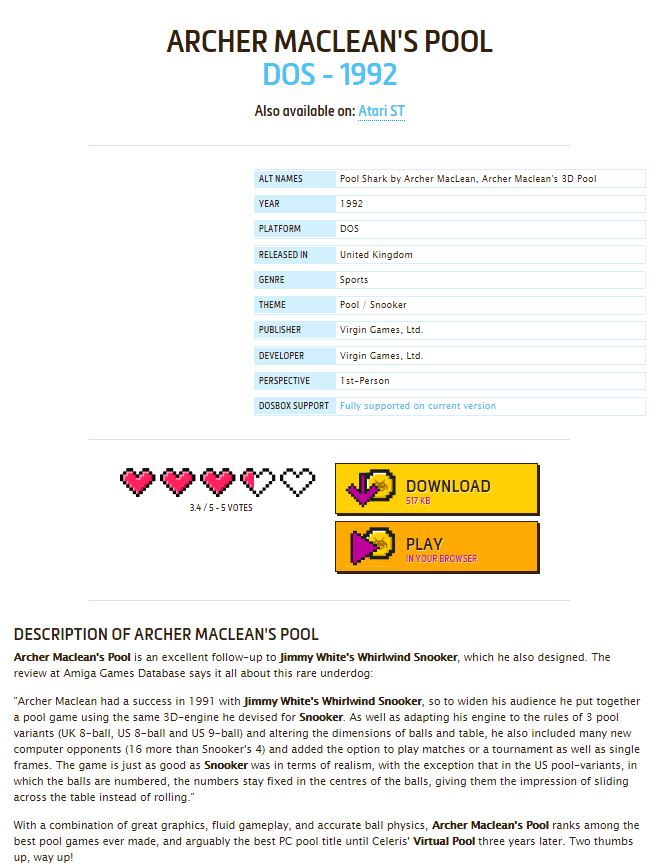 ARCHER MACLEAN'S POOL
DOS - 1992
Also available on: Atari ST
ALT NAMES Pool Shark by Archer MacLean, Archer Maclean's 3D Pool
YEAR 1992
PLATFORM DOS
RELEASED IN United Kingdom
GENRE Sports
THEME Pool / Snooker
PUBLISHER Virgin Games, Ltd.
DEVELOPER Virgin Games, Ltd.
PERSPECTIVE 1st-Person
DOSBOX SUPPORT Fully supported on current version
3.4 / 5 - 5 VOTES
DOWNLOAD
517 KB
PLAY
IN YOUR BROWSER
DESCRIPTION OF ARCHER MACLEAN'S POOL
Archer Maclean's Pool is an excellent follow-up to Jimmy White's Whirlwind Snooker, which he also designed. The
review at Amiga Games Database says it all about this rare underdog:
"Archer Maclean had a success in 1991 with Jimmy White's Whirlwind Snooker, so to widen his audience he put together
a pool game using the same 3D-engine he devised for Snooker. As well as adapting his engine to the rules of 3 pool
variants (UK 8-ball, US 8-ball and US 9-ball) and altering the dimensions of balls and table, he also included many new
computer opponents (16 more than Snooker's 4) and added the option to play matches or a tournament as well as single
frames. The game is just as good as Snooker was in terms of realism, with the exception that in the US pool-variants, in
which the balls are numbered, the numbers stay fixed in the centres of the balls, giving them the impression of sliding
across the table instead of rolling."
With a combination of great graphics, fluid gameplay, and accurate ball physics, Archer Maclean's Pool ranks among the
best pool games ever made, and arguably the best PC pool title until Celeris' Virtual Pool three years later. Two thumbs
up, way up!